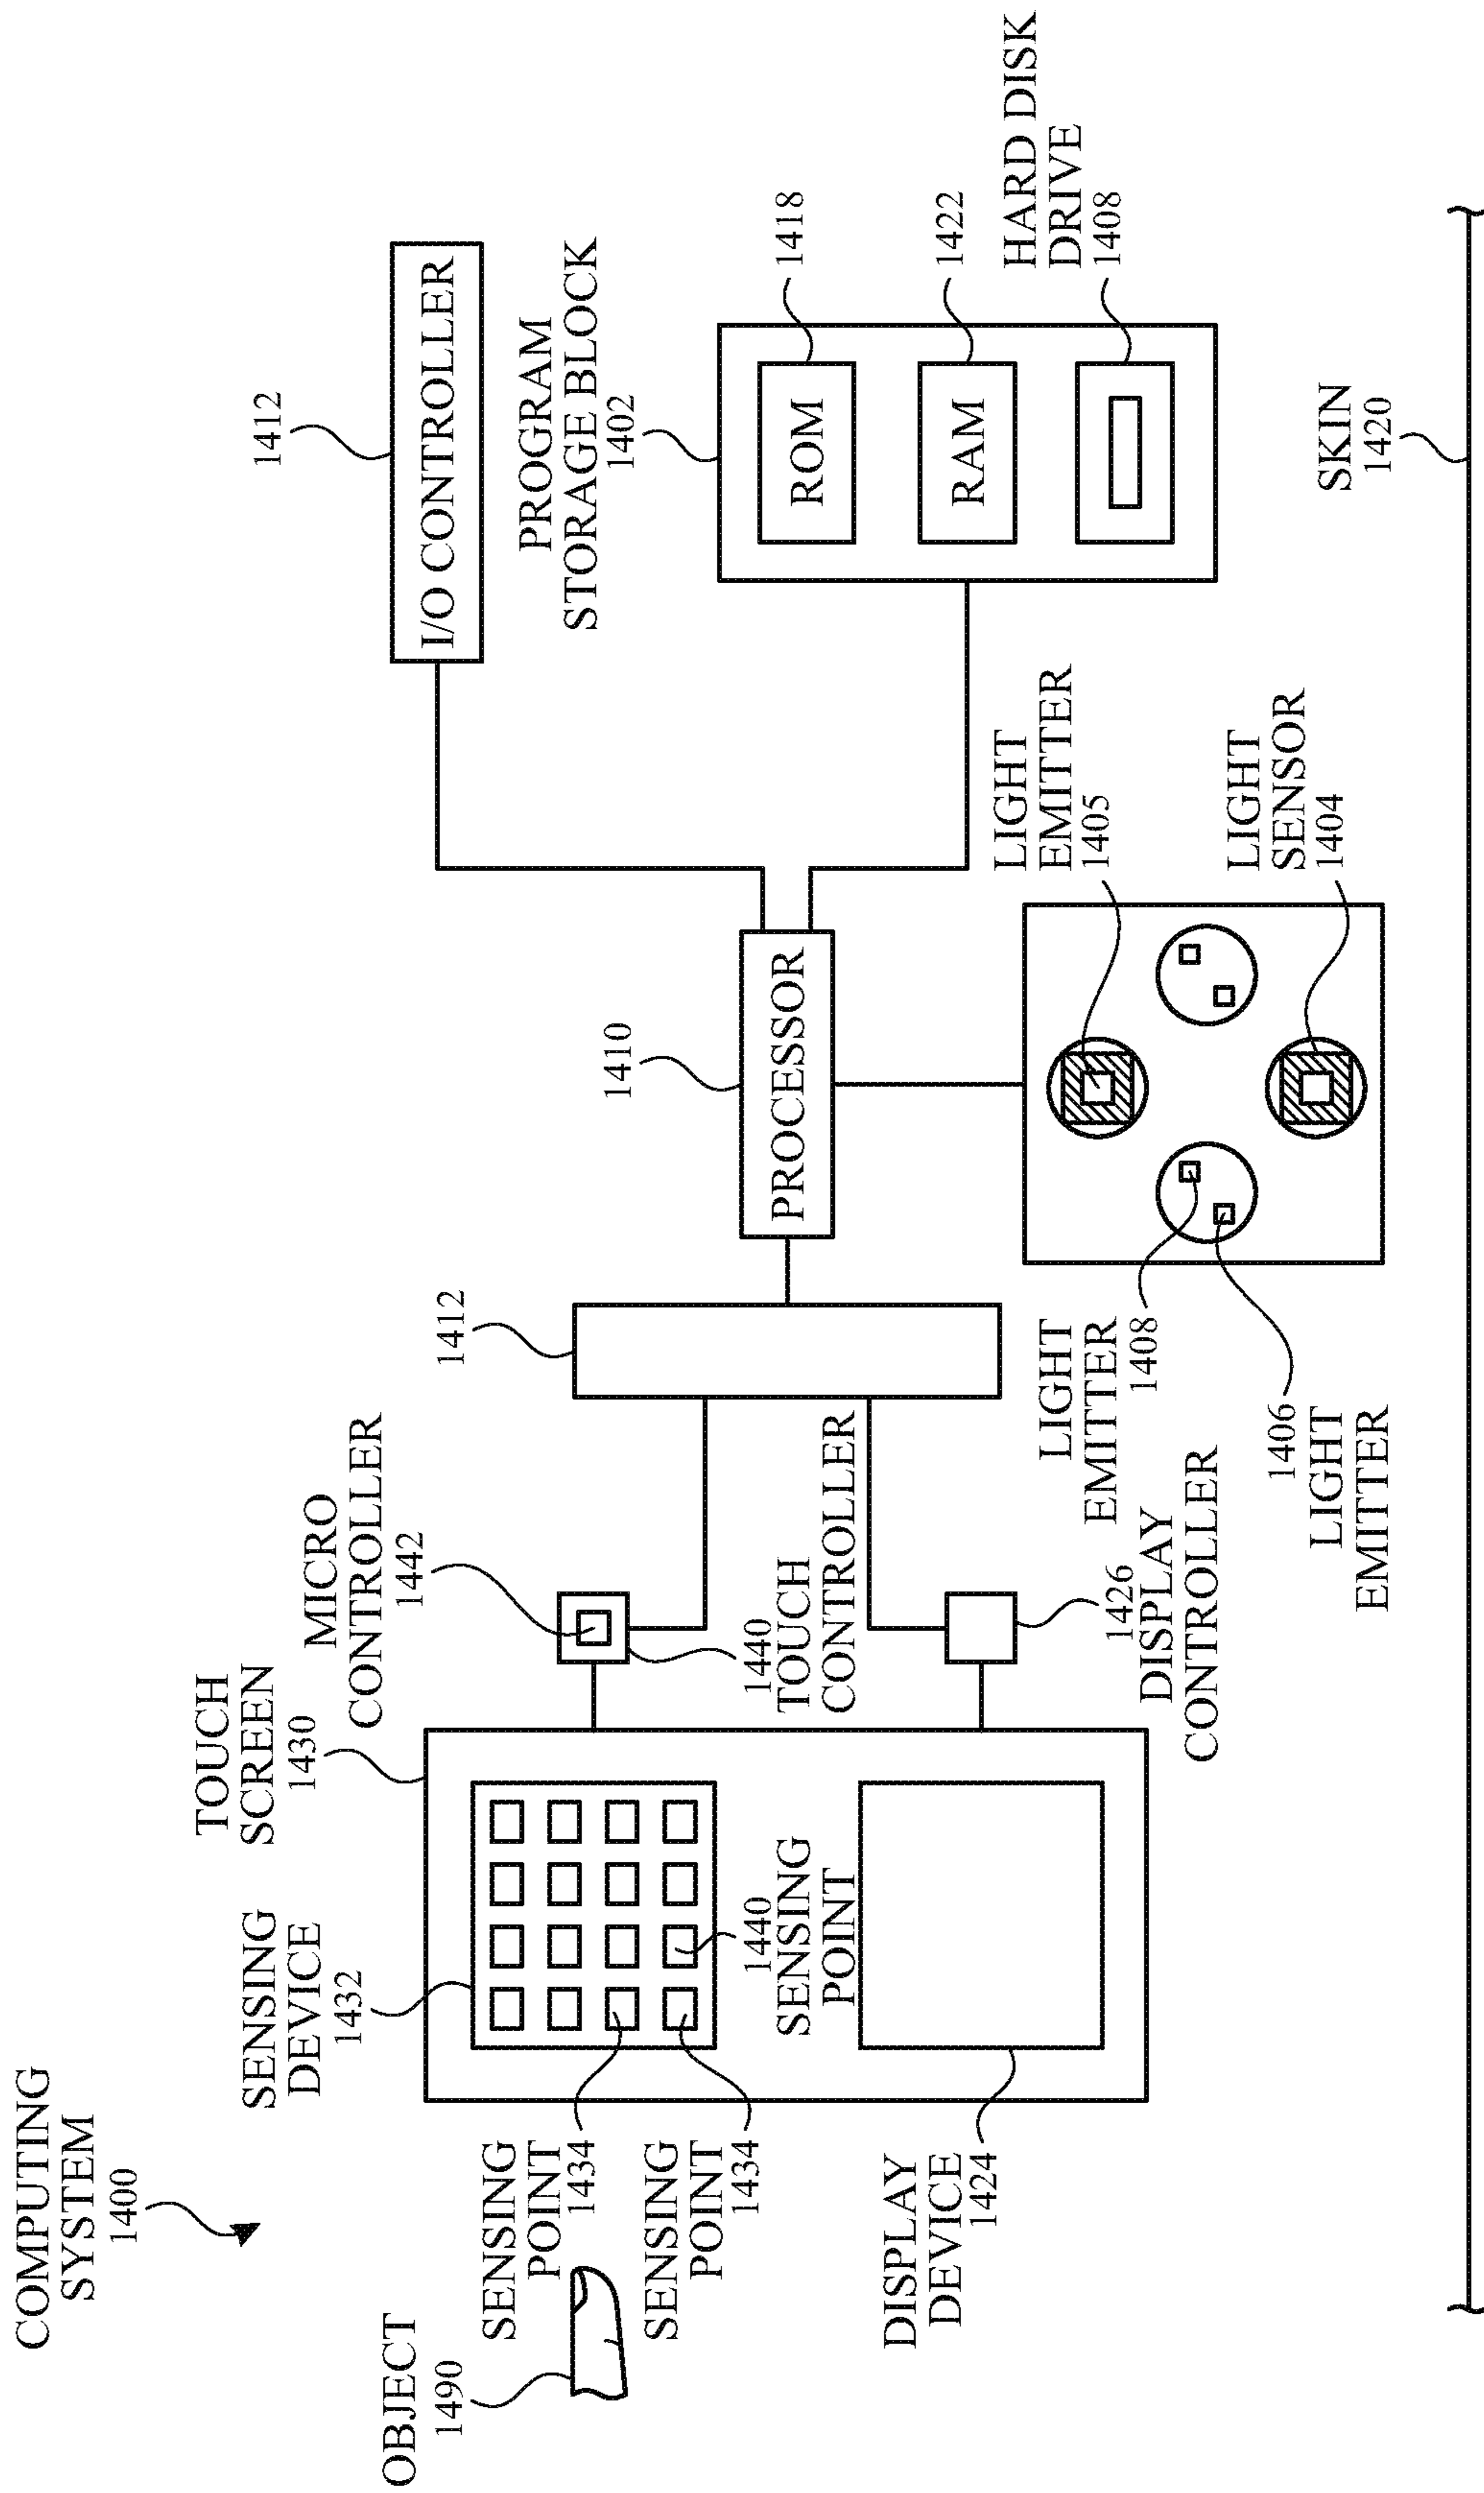 COMPUTING
SYSTEM
1400
OBJECT
1490
SENSING
DEVICE
1432
TOUCH
SCREEN
1430
MICRO
CONTROLLER
1442
SENSING
POINT
1434
SENSING
POINT
1434
1440
SENSING
POINT
DISPLAY
DEVICE
1424
1440
TOUCH
CONTROLLER
1426
DISPLAY
CONTROLLER
1412
1410
PROCESSOR
1412
I/O CONTROLLER
PROGRAM
STORAGE BLOCK
1402
ROM
1418
RAM
1422
HARD DISK
DRIVE
1408
LIGHT
EMITTER
1408
1406
LIGHT
EMITTER
LIGHT
EMITTER
1405
LIGHT
SENSOR
1404
SKIN
1420